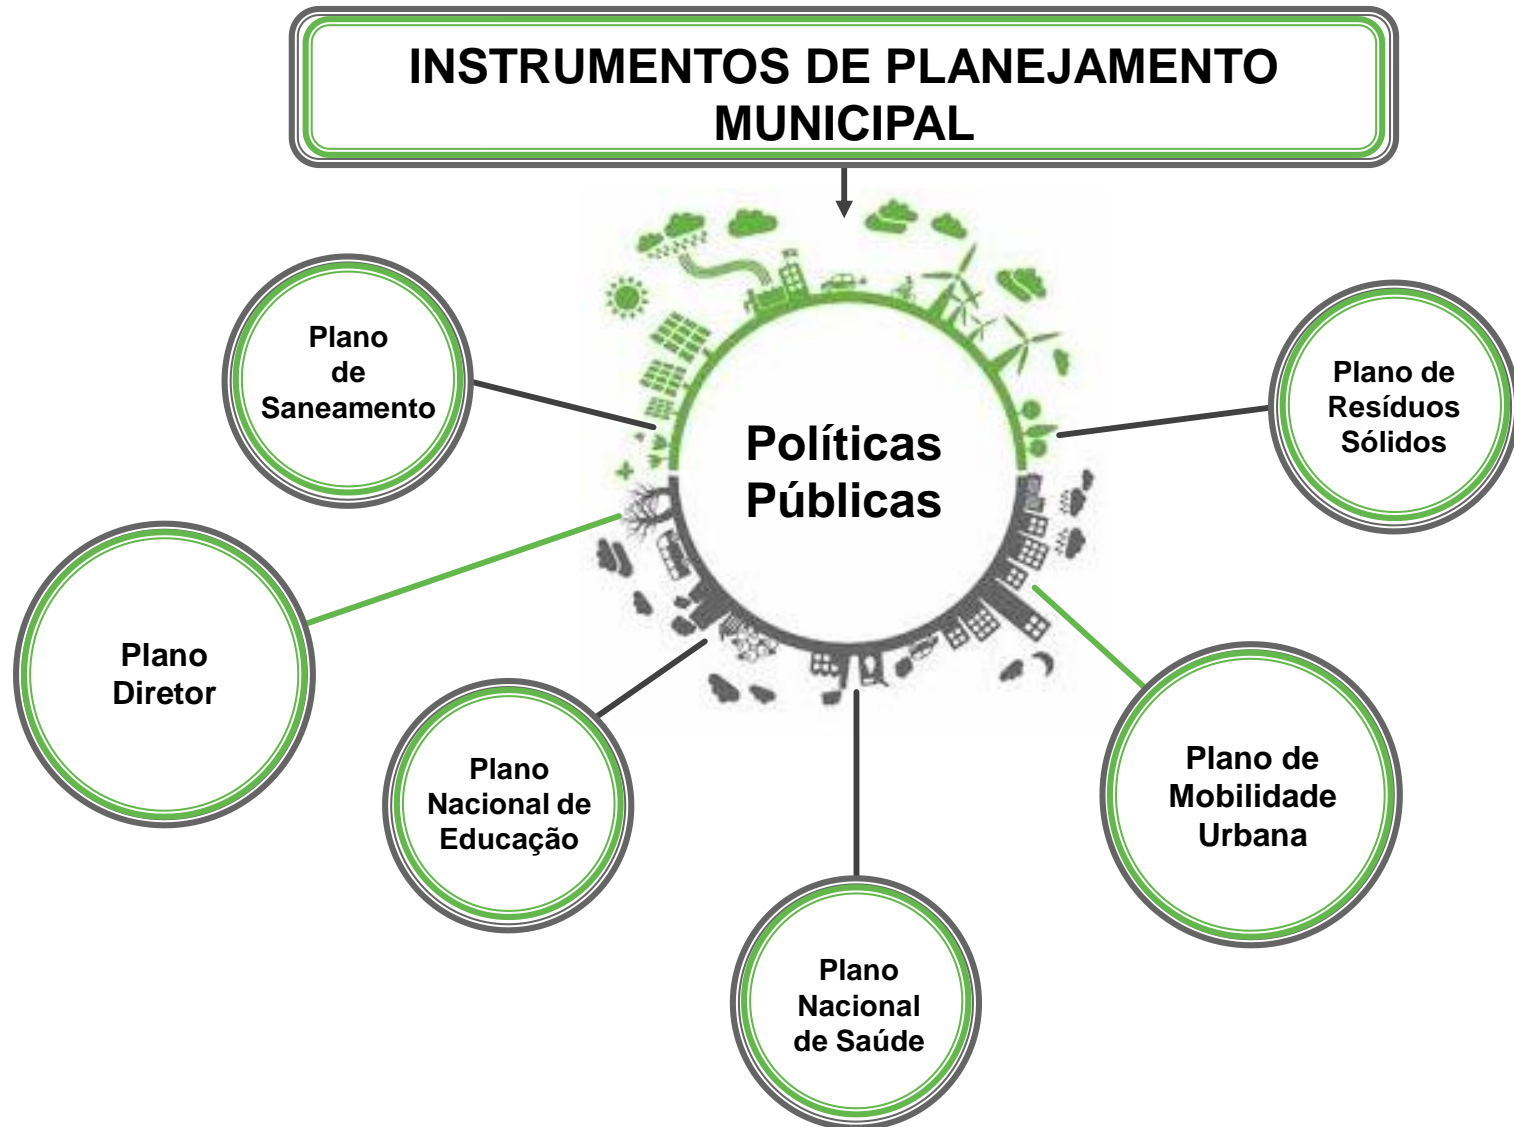 INSTRUMENTOS DE PLANEJAMENTO
MUNICIPAL
Plano
de
Saneamento
Políticas
Públicas
Plano de
Resíduos
Sólidos
Plano
Diretor
Plano
Nacional de
Educação
Plano de
Mobilidade
Urbana
Plano
Nacional
de Saúde